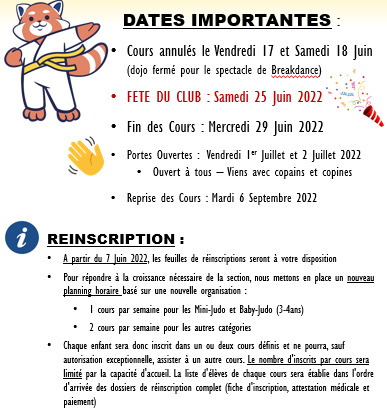 DATES IMPORTANTES :
• Cours annulés le Vendredi 17 et Samedi 18 Juin
(dojo fermé pour le spectacle de Breakdance)
• FETE DU CLUB : Samedi 25 Juin 2022
• Fin des Cours : Mercredi 29 Juin 2022
• Portes Ouvertes : Vendredi 1er Juillet et 2 Juillet 2022
• Ouvert à tous – Viens avec copains et copines
• Reprise des Cours : Mardi 6 Septembre 2022
i REINSCRIPTION :
• A partir du 7 Juin 2022, les feuilles de réinscriptions seront à votre disposition
• Pour répondre à la croissance nécessaire de la section, nous mettons en place un nouveau
planning horaire basé sur une nouvelle organisation :
• 1 cours par semaine pour les Mini-Judo et Baby-Judo (3-4ans)
• 2 cours par semaine pour les autres catégories
• Chaque enfant sera donc inscrit dans un ou deux cours définis et ne pourra, sauf
autorisation exceptionnelle, assister à un autre cours. Le nombre d'inscrits par cours sera
limité par la capacité d'accueil. La liste d'élèves de chaque cours sera établie dans l'ordre
d'arrivée des dossiers de réinscription complet (fiche d'inscription, attestation médicale et
paiement)